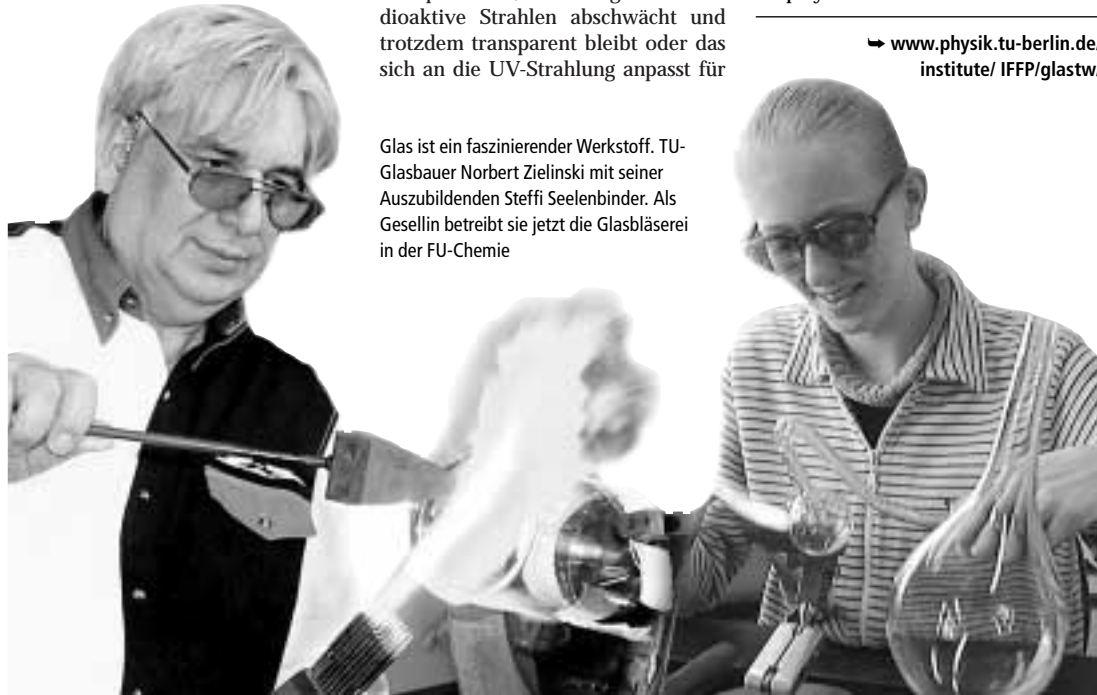 dioaktive Strahlen abschwächt und
trotzdem transparent bleibt oder das
sich an die UV-Strahlung anpasst für
➥ www.physik.tu-berlin.de/
institute/ IFFP/glastw/
Glas ist ein faszinierender Werkstoff. TU-
Glasbauer Norbert Zielinski mit seiner
Auszubildenden Steffi Seelenbinder. Als
Gesellin betreibt sie jetzt die Glasbläserei
in der FU-Chemie